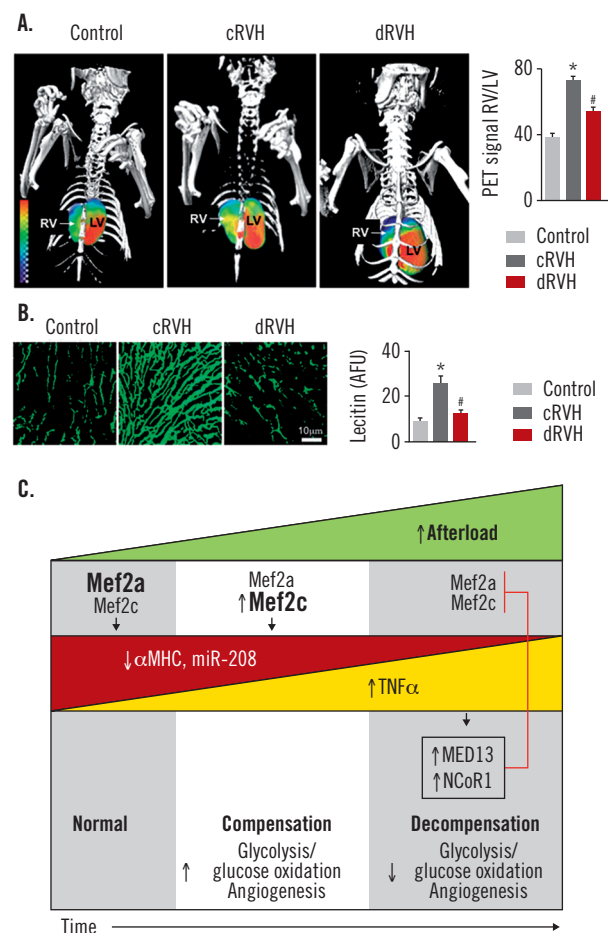 A.
Control cRVH dRVH
RV LV
RV LV
RV LV
PET signal RV/LV
80
40
0
*
#
Control
cRVH
dRVH
B.
Control cRVH dRVH
10μm
Lecitin (AFU)
40
20
0
*
#
Control
cRVH
dRVH
C.
↑Afterload
Mef2a
Mef2c
Mef2a
↑Mef2c
Mef2a
Mef2c
↓αMHC, miR-208
↑TNFα
↑MED13
↑NCoR1
Normal
Compensation
↑ Glycolysis/
glucose oxidation
Angiogenesis
Decompensation
↓ Glycolysis/
glucose oxidation
Angiogenesis
Time